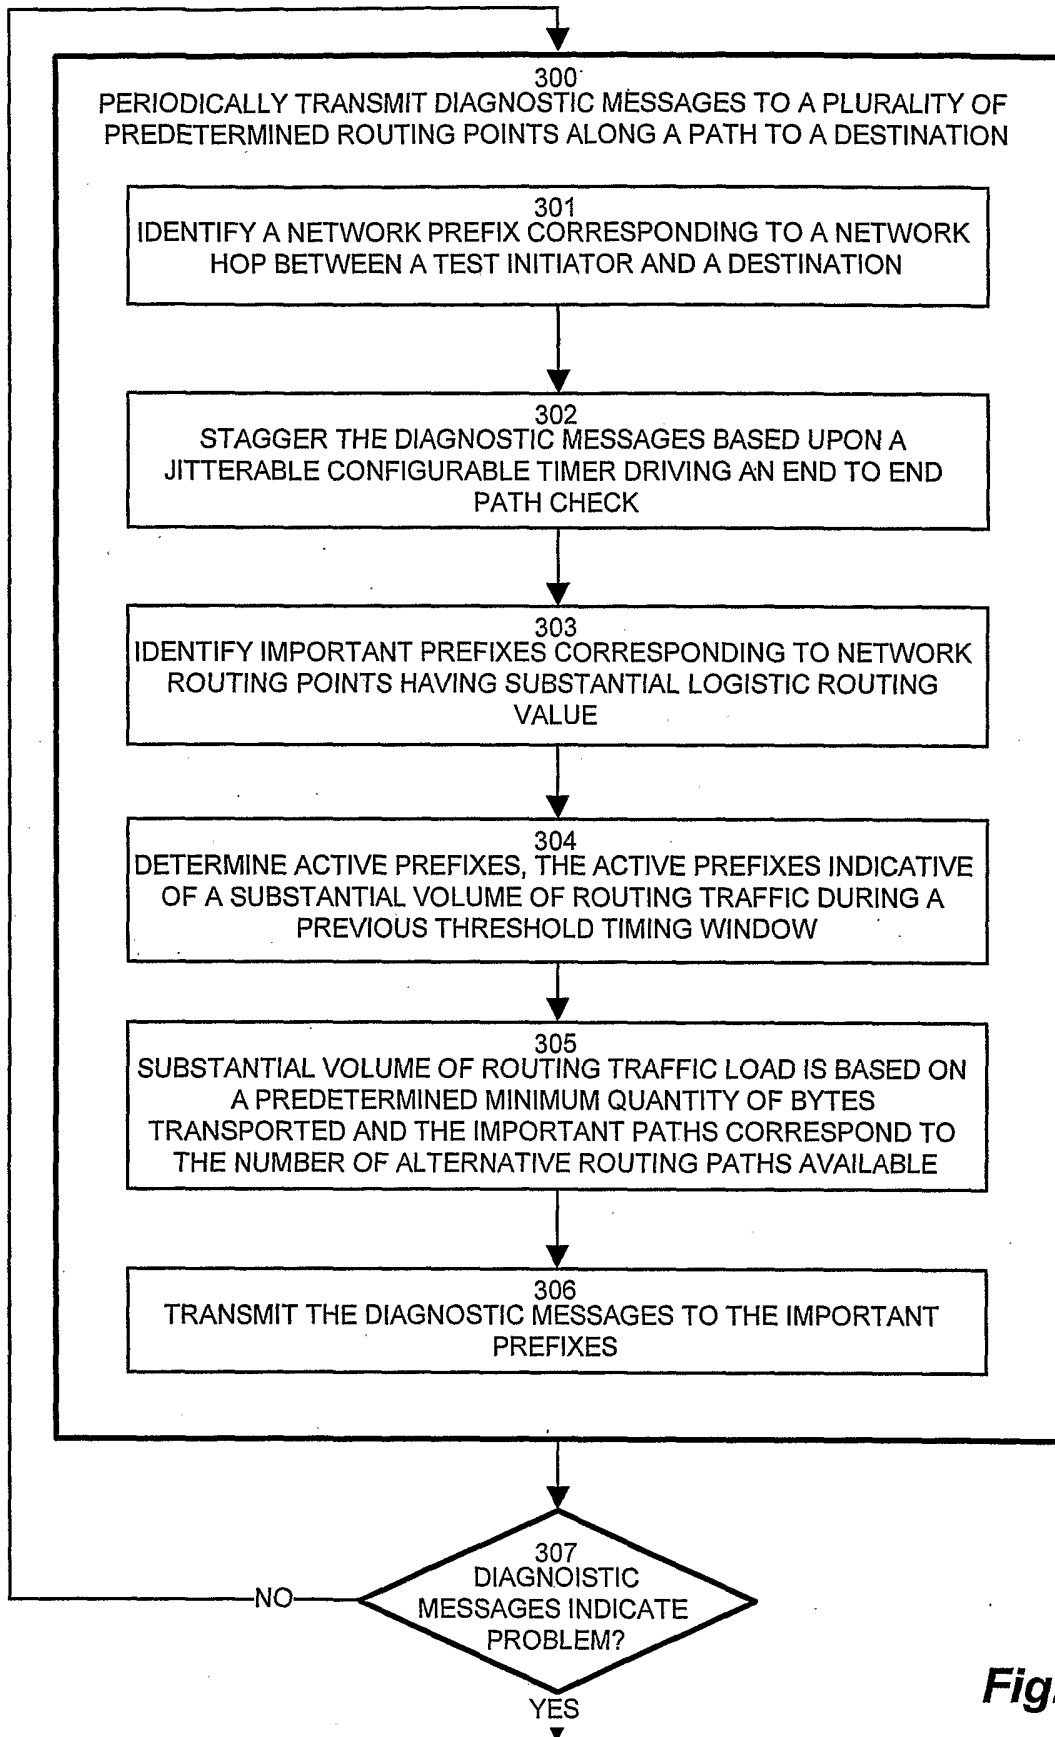 300
PERIODICALLY TRANSMIT DIAGNOSTIC MESSAGES TO A PLURALITY OF
PREDETERMINED ROUTING POINTS ALONG A PATH TO A DESTINATION
301
IDENTIFY A NETWORK PREFIX CORRESPONDING TO A NETWORK
HOP BETWEEN A TEST INITIATOR AND A DESTINATION
302
STAGGER THE DIAGNOSTIC MESSAGES BASED UPON A
JITTERABLE CONFIGURABLE TIMER DRIVING AN END TO END
PATH CHECK
303
IDENTIFY IMPORTANT PREFIXES CORRESPONDING TO NETWORK
ROUTING POINTS HAVING SUBSTANTIAL LOGISTIC ROUTING
VALUE
304
DETERMINE ACTIVE PREFIXES, THE ACTIVE PREFIXES INDICATIVE
OF A SUBSTANTIAL VOLUME OF ROUTING TRAFFIC DURING A
PREVIOUS THRESHOLD TIMING WINDOW
305
SUBSTANTIAL VOLUME OF ROUTING TRAFFIC LOAD IS BASED ON
A PREDETERMINED MINIMUM QUANTITY OF BYTES
TRANSPORTED AND THE IMPORTANT PATHS CORRESPOND TO
THE NUMBER OF ALTERNATIVE ROUTING PATHS AVAILABLE
306
TRANSMIT THE DIAGNOSTIC MESSAGES TO THE IMPORTANT
PREFIXES
307
DIAGNOISTIC
MESSAGES INDICATE
PROBLEM?
NO
YES
Fig.